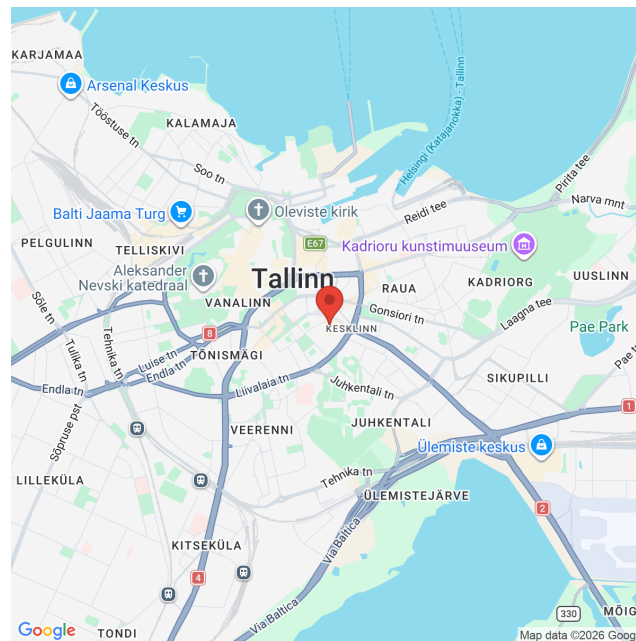 KARJAMAA
Arsenal Keskus
Tööstuse tn
KALAMAJA
Soo tn
Helsingi (Katajanokka) - Tallinn
Pirita tee
Narva mnt
Balti Jaama Turg
Oleviste kirik
Reidi tee
PELGULINN
TELLISKIVI
E67
Kadrioru kunstimuuseum
Aleksander
Nevski katedraal
Tallinn
RAUA
KADRIORG
UUSLINN
VANALINN
Gonsiori tn
Laagna tee
Pae Park
Sõle tn
Tulika tn
Tehnika tn
8
KESKLINN
Luise tn
TÕNISMÄGI
Endla tn
Endla tn
Liivalaia tn
Juhkentali tn
SIKUPILLI
Pae tn
1
Sõpruse pst
VEERENNI
JUHKENTALI
Ülemiste keskus
LILLEKÜLA
Tehnika tn
ÜLEMISTEJÄRVE
2
KITSEKÜLA
Via Baltica
4
Via Baltica
330
MÕIG
TONDI
Google
Map data ©2026 Goog